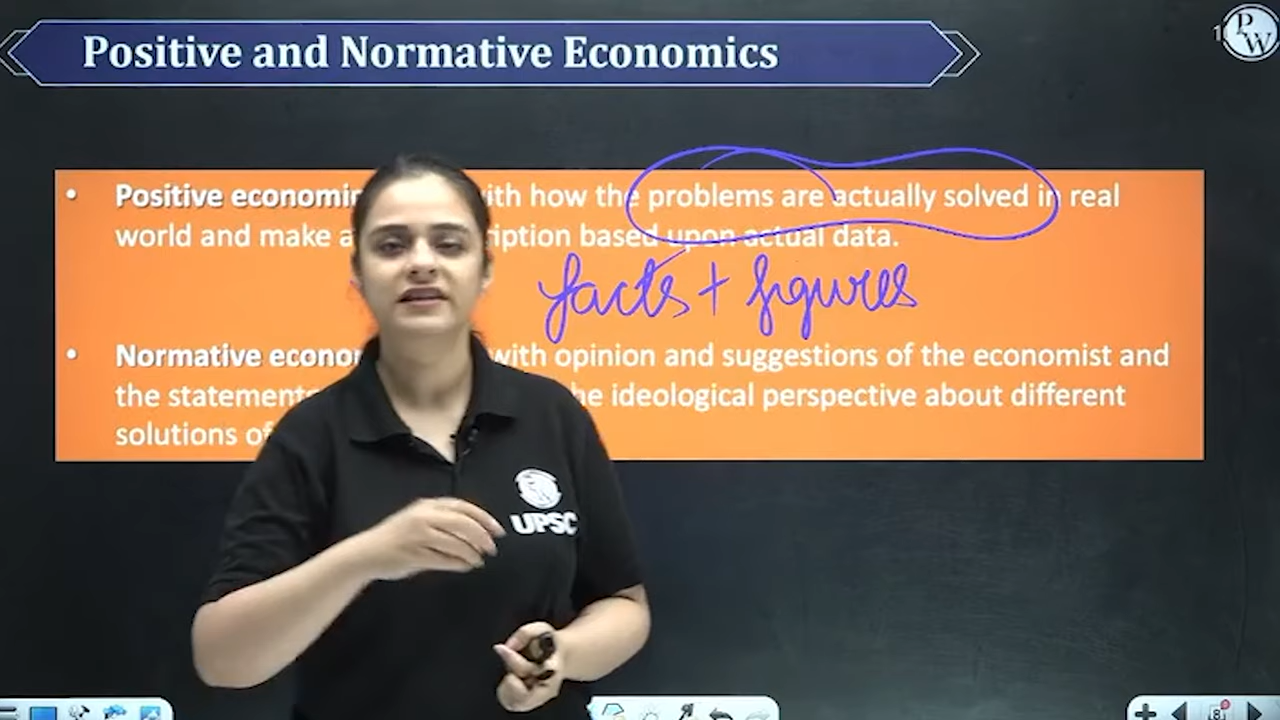 Positive and Normative Economics
PW
Positive economi with how the problems are actually solved in real
world and make a ription based upon actual data.
facts + figures
Normative econo with opinion and suggestions of the economist and
the statements he ideological perspective about different
solutions of
UPSC